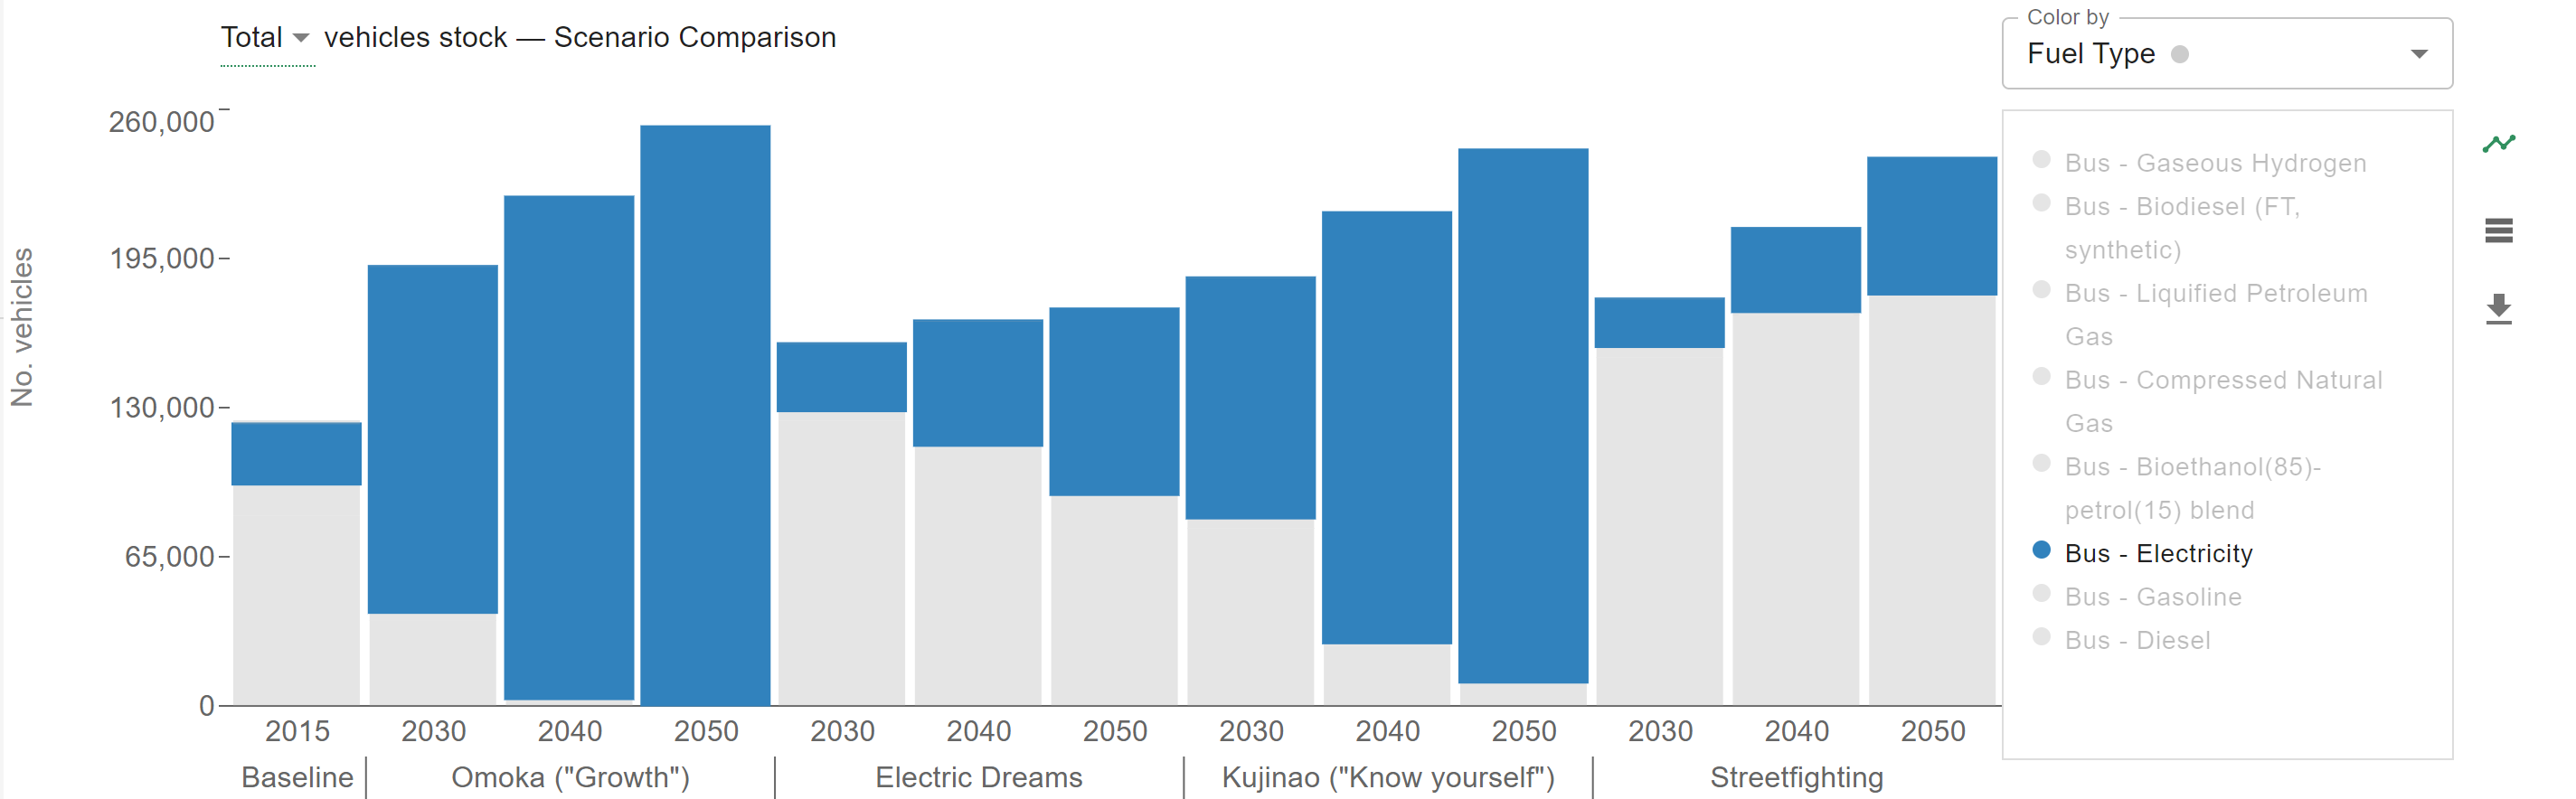 Total vehicles stock — Scenario Comparison
Color by
Fuel Type
No. vehicles
260,000
195,000
130,000
65,000
0
2015 2030 2040 2050 2030 2040 2050 2030 2040 2050 2030 2040 2050
Baseline Omoka ("Growth") Electric Dreams Kujinao ("Know yourself") Streetfighting
Bus - Gaseous Hydrogen
Bus - Biodiesel (FT,
synthetic)
Bus - Liquified Petroleum
Gas
Bus - Compressed Natural
Gas
Bus - Bioethanol(85)-
petrol(15) blend
Bus - Electricity
Bus - Gasoline
Bus - Diesel